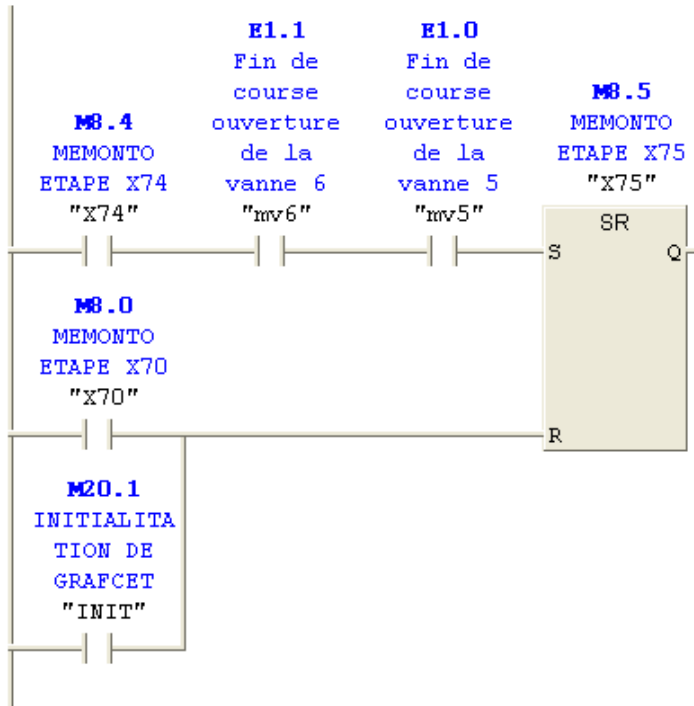 E1.1
Fin de
course
ouverture
de la
vanne 6
"mv6"
E1.0
Fin de
course
ouverture
de la
vanne 5
"mv5"
M8.4
MEMONTO
ETAPE X74
"X74"
M8.5
MEMONTO
ETAPE X75
"X75"
SR
S
Q
M8.0
MEMONTO
ETAPE X70
"X70"
R
M20.1
INITIALITA
TION DE
GRAFCET
"INIT"